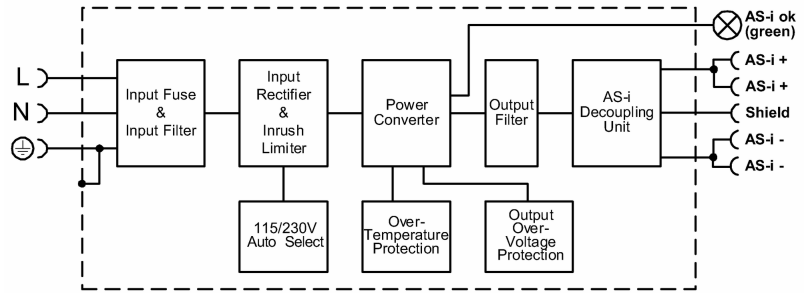 L
N
Input Fuse
&
Input Filter
Input
Rectifier
&
Inrush
Limiter
Power
Converter
Output
Filter
AS-i
Decoupling
Unit
AS-i ok
(green)
AS-i +
AS-i +
Shield
AS-i -
AS-i -
115/230V
Auto Select
Over-
Temperature
Protection
Output
Over-
Voltage
Protection